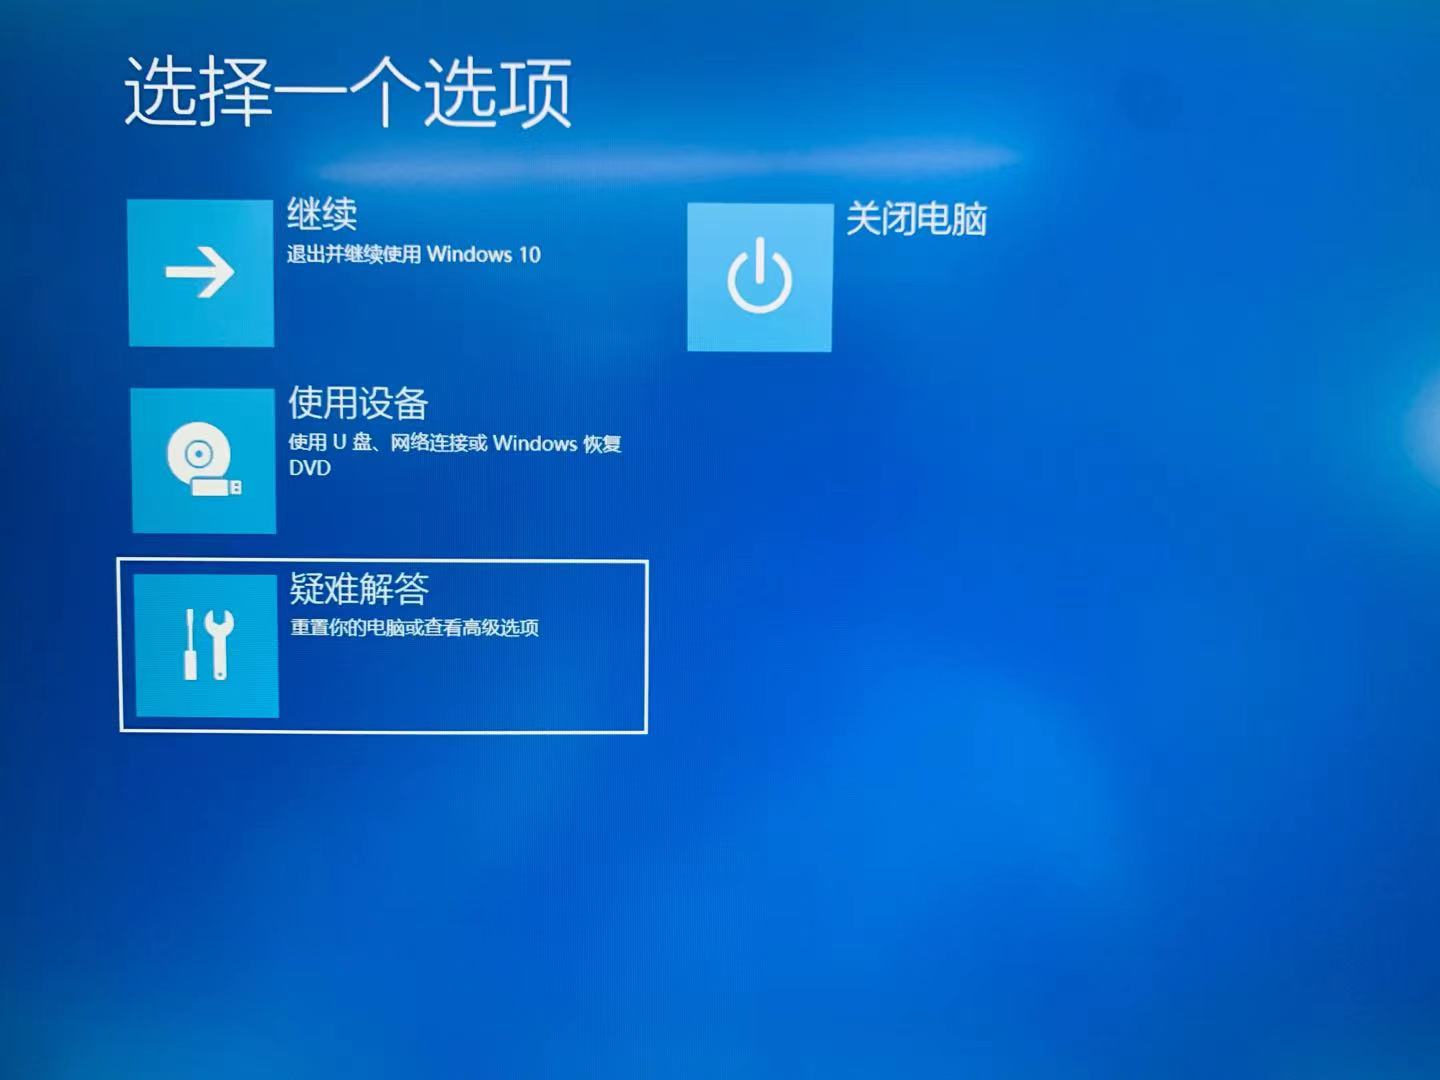 选择一个选项
继续
退出并继续使用 Windows 10
关闭电脑
使用设备
使用 U 盘、网络连接或 Windows 恢复
DVD
疑难解答
重置你的电脑或查看高级选项